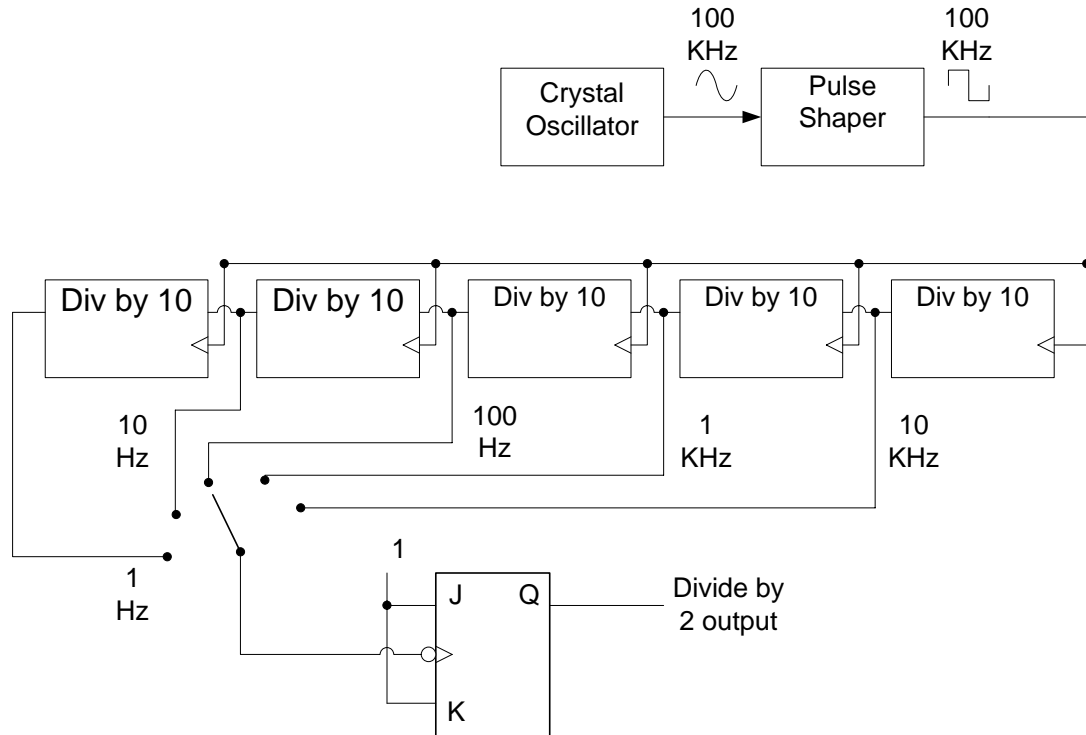 100
KHz
100
KHz
Crystal
Oscillator
Pulse
Shaper
Div by 10
Div by 10
Div by 10
Div by 10
Div by 10
10
Hz
100
Hz
1
KHz
10
KHz
1
Hz
1
J
Q
K
Divide by
2 output